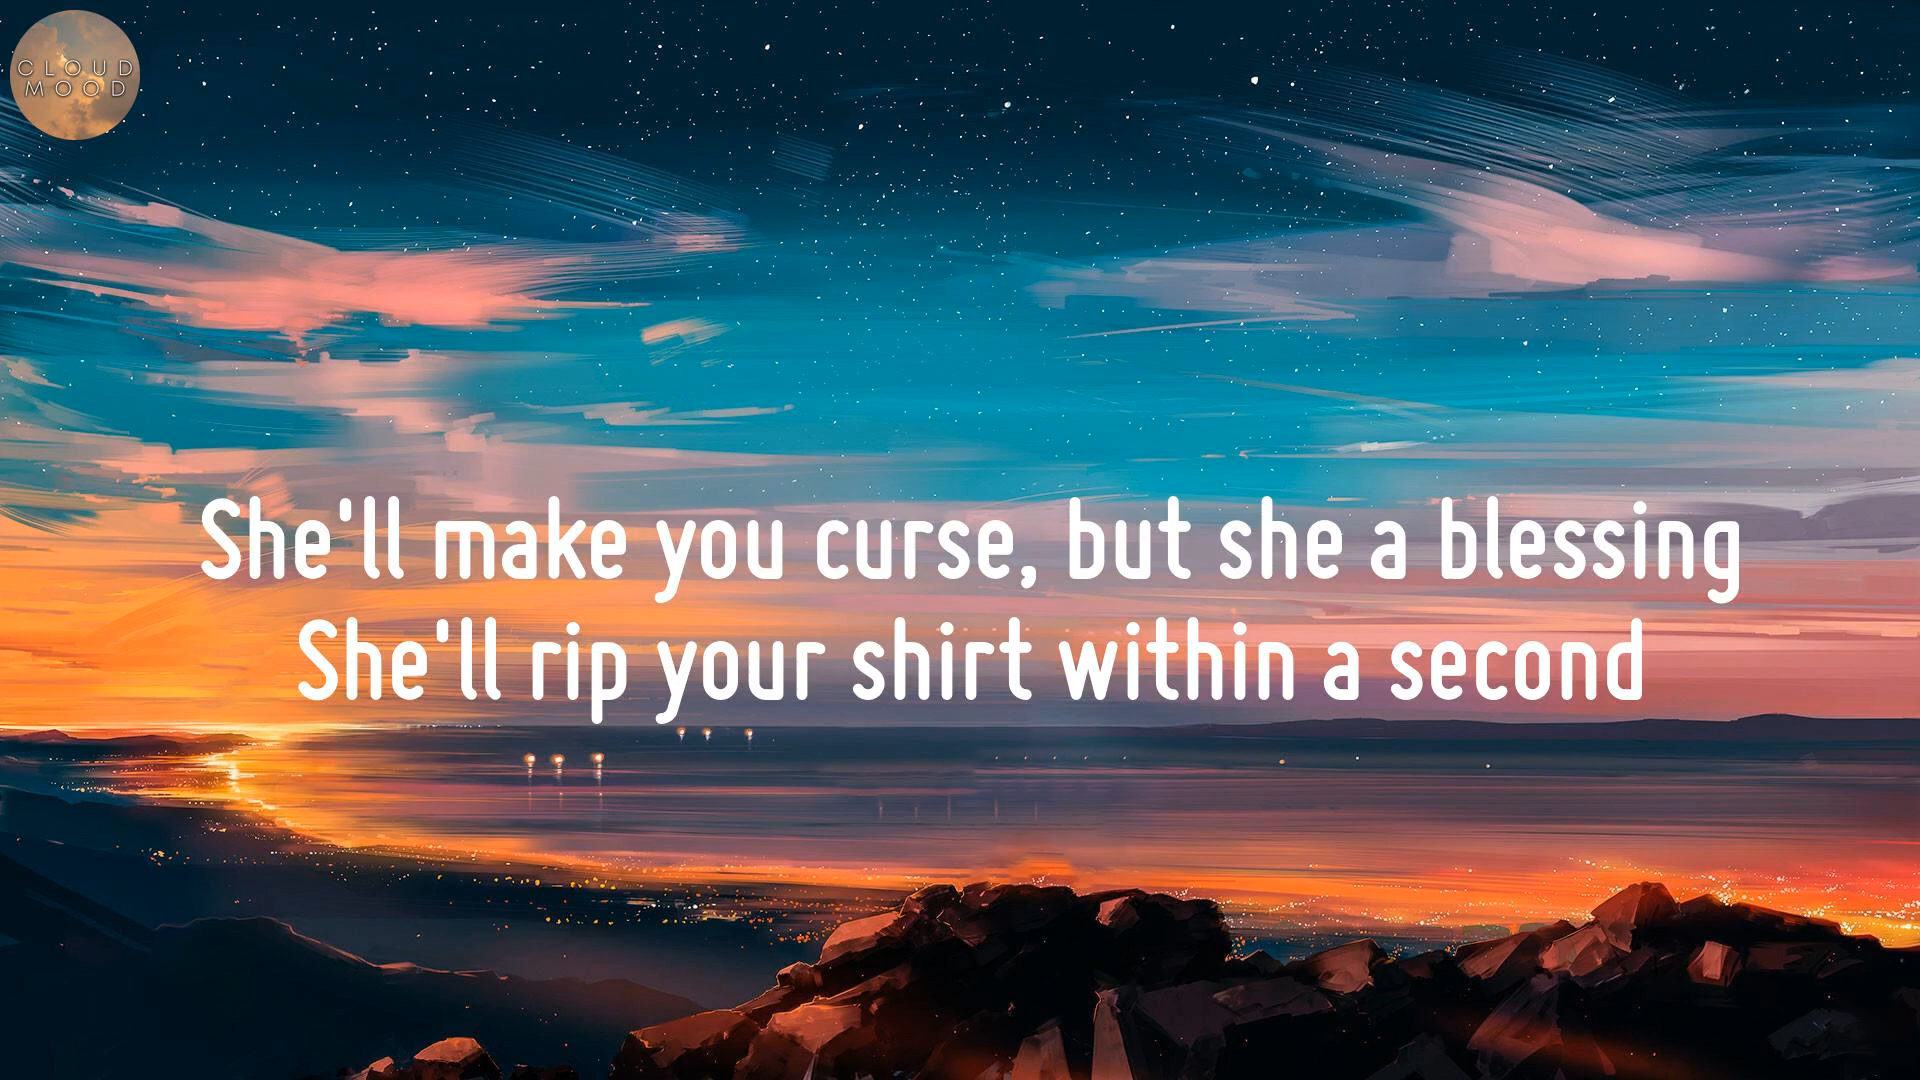 CLOUD
MOOD
She'll make you curse, but she a blessing
She'll rip your shirt within a second